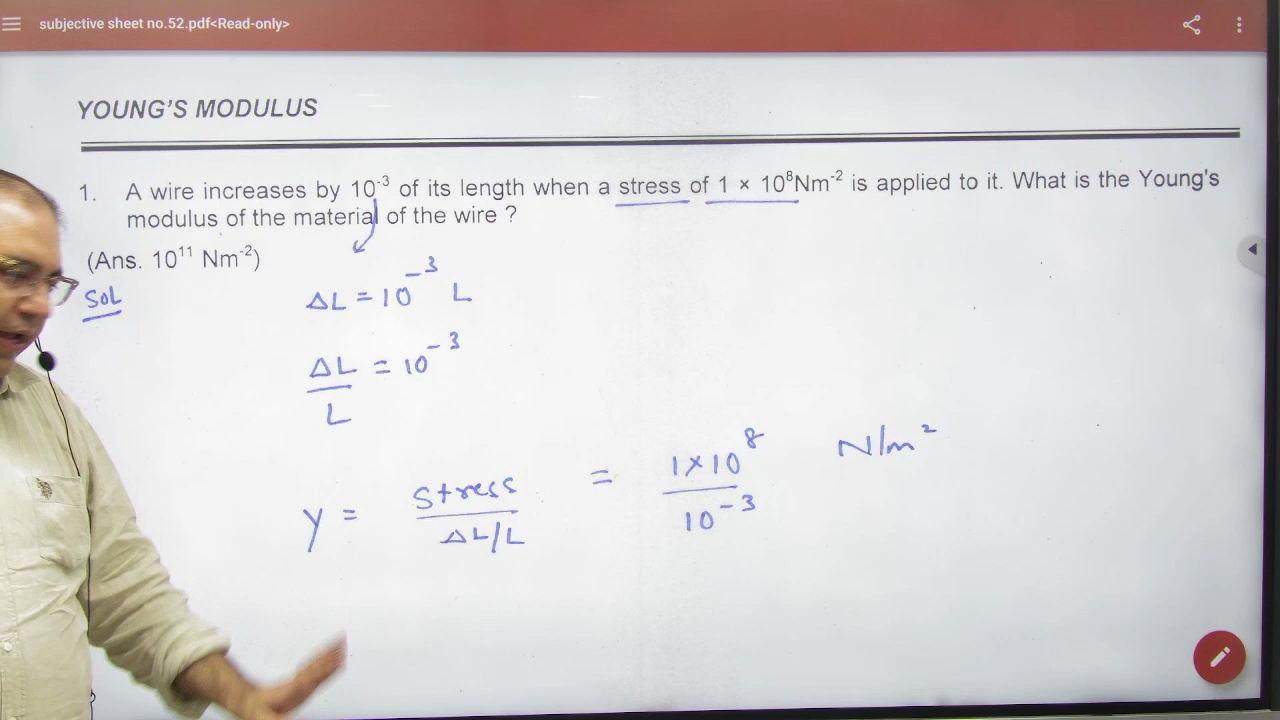 subjective sheet no.52.pdf<Read-only>
YOUNG'S MODULUS
1. A wire increases by 10⁻³ of its length when a stress of 1 × 10⁸Nm⁻² is applied to it. What is the Young's
modulus of the material of the wire ?
(Ans. 10¹¹ Nm⁻²)
SOL
ΔL = 10⁻³ L
ΔL/L = 10⁻³
y = Stress/ΔL/L = 1×10⁸/10⁻³ N/m²